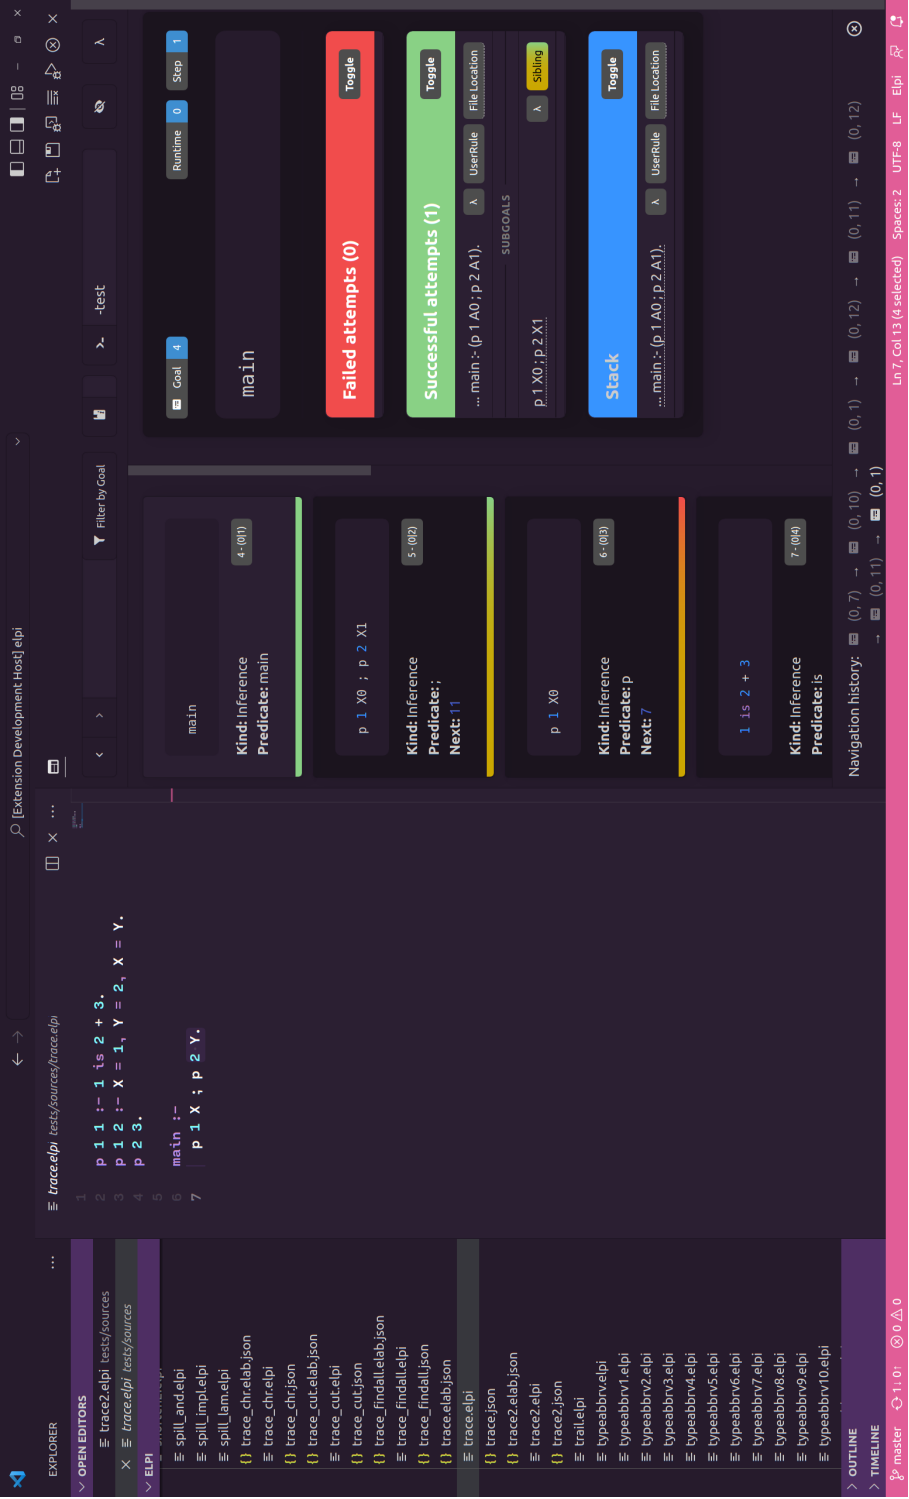 [Extension Development Host] elpi
EXPLORER
OPEN EDITORS
trace2.elpi tests/sources
trace.elpi tests/sources
ELPI
spill_and.elpi
spill_impl.elpi
spill_lam.elpi
{} trace_chr.elab.json
trace_chr.elpi
{} trace_chr.json
{} trace_cut.elab.json
trace_cut.elpi
{} trace_cut.json
{} trace_findall.elab.json
trace_findall.elpi
{} trace_findall.json
{} trace.elab.json
trace.elpi
{} trace.json
{} trace2.elab.json
trace2.elpi
{} trace2.json
trail.elpi
typeabbrv.elpi
typeabbrv1.elpi
typeabbrv2.elpi
typeabbrv3.elpi
typeabbrv4.elpi
typeabbrv5.elpi
typeabbrv6.elpi
typeabbrv7.elpi
typeabbrv8.elpi
typeabbrv9.elpi
typeabbrv10.elpi
OUTLINE
TIMELINE
trace.elpi tests/sources/trace.elpi
1
2 p 1 1 :- 1 is 2 + 3.
3 p 1 2 :- X = 1, Y = 2, X = Y.
4 p 2 3.
5
6 main :-
7 p 1 X ; p 2 Y.
Filter by Goal
-test
λ
main
Kind: Inference
Predicate: main
4 - (0|1)
p 1 X0 ; p 2 X1
Kind: Inference
Predicate: ;
Next: 11
5 - (0|2)
p 1 X0
Kind: Inference
Predicate: p
Next: 7
6 - (0|3)
1 is 2 + 3
Kind: Inference
Predicate: is
7 - (0|4)
Goal 4
Runtime 0
Step 1
main
Failed attempts (0)
Toggle
Successful attempts (1)
Toggle
... main :- (p 1 A0 ; p 2 A1).
λ UserRule File Location
SUBGOALS
p 1 X0 ; p 2 X1
λ Sibling
Stack
Toggle
... main :- (p 1 A0 ; p 2 A1).
λ UserRule File Location
Navigation history: (0, 7) → (0, 10) → (0, 1) → (0, 12) → (0, 11) → (0, 12)
→ (0, 11) → (0, 1)
master 1↓ 0↑ 0 0
Ln 7, Col 13 (4 selected) Spaces: 2 UTF-8 LF Elpi